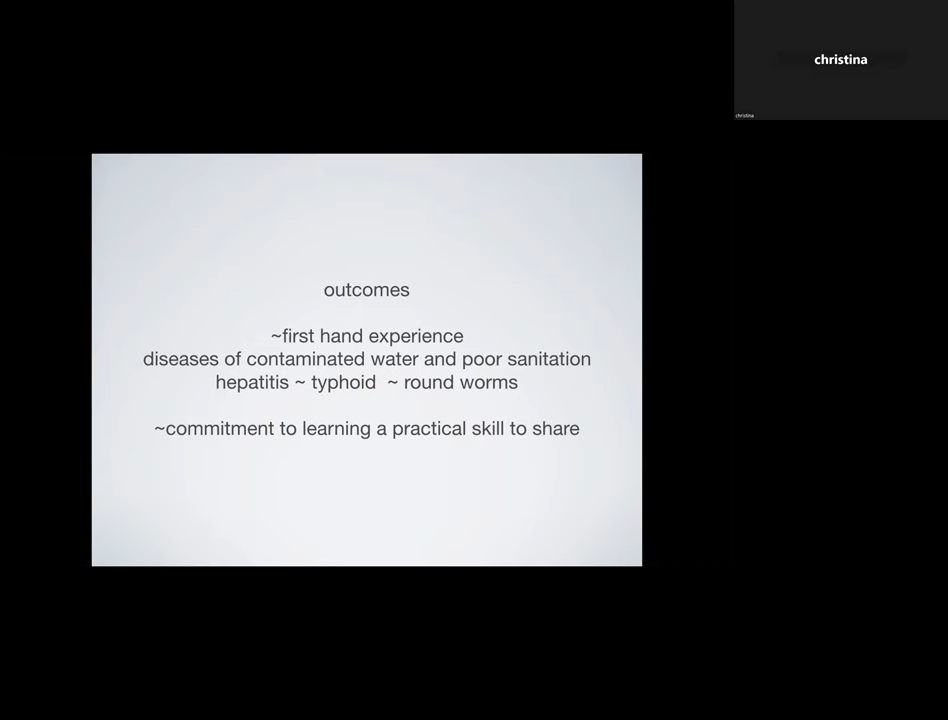 christina
christina
outcomes
~first hand experience
diseases of contaminated water and poor sanitation
hepatitis ~ typhoid  ~ round worms
~commitment to learning a practical skill to share